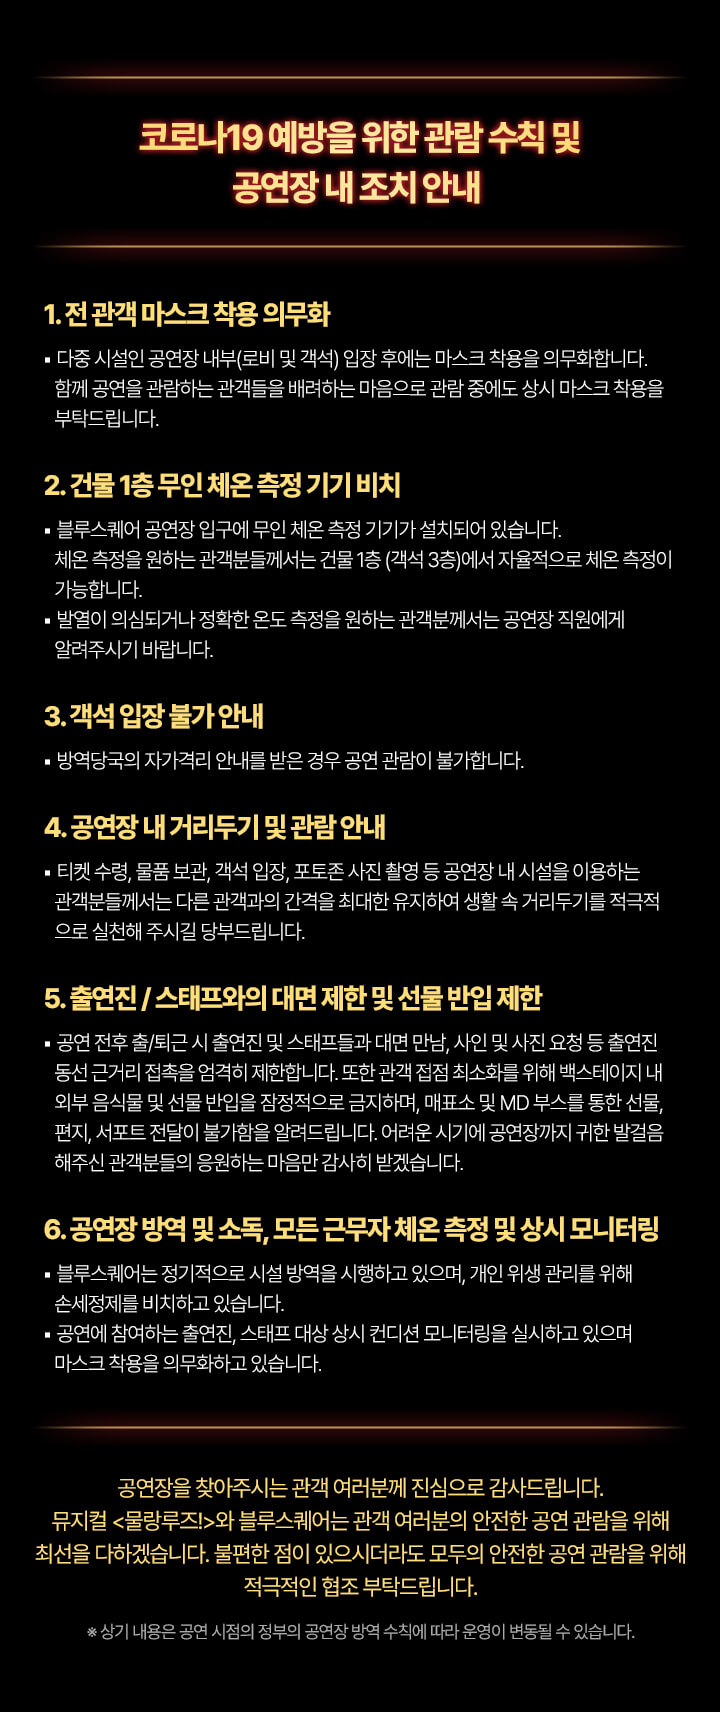 코로나19 예방을 위한 관람 수칙 및
공연장 내 조치 안내
1. 전 관객 마스크 착용 의무화
▪ 다중 시설인 공연장 내부(로비 및 객석) 입장 후에는 마스크 착용을 의무화합니다.
함께 공연을 관람하는 관객들을 배려하는 마음으로 관람 중에도 상시 마스크 착용을
부탁드립니다.
2. 건물 1층 무인 체온 측정 기기 비치
▪ 블루스퀘어 공연장 입구에 무인 체온 측정 기기가 설치되어 있습니다.
체온 측정을 원하는 관객분들께서는 건물 1층 (객석 3층)에서 자율적으로 체온 측정이
가능합니다.
▪ 발열이 의심되거나 정확한 온도 측정을 원하는 관객분께서는 공연장 직원에게
알려주시기 바랍니다.
3. 객석 입장 불가 안내
▪ 방역당국의 자가격리 안내를 받은 경우 공연 관람이 불가합니다.
4. 공연장 내 거리두기 및 관람 안내
▪ 티켓 수령, 물품 보관, 객석 입장, 포토존 사진 촬영 등 공연장 내 시설을 이용하는
관객분들께서는 다른 관객과의 간격을 최대한 유지하여 생활 속 거리두기를 적극적
으로 실천해 주시길 당부드립니다.
5. 출연진 / 스태프와의 대면 제한 및 선물 반입 제한
▪ 공연 전후 출/퇴근 시 출연진 및 스태프들과 대면 만남, 사인 및 사진 요청 등 출연진
동선 근거리 접촉을 엄격히 제한합니다. 또한 관객 접점 최소화를 위해 백스테이지 내
외부 음식물 및 선물 반입을 잠정적으로 금지하며, 매표소 및 MD 부스를 통한 선물,
편지, 서포트 전달이 불가함을 알려드립니다. 어려운 시기에 공연장까지 귀한 발걸음
해주신 관객분들의 응원하는 마음만 감사히 받겠습니다.
6. 공연장 방역 및 소독, 모든 근무자 체온 측정 및 상시 모니터링
▪ 블루스퀘어는 정기적으로 시설 방역을 시행하고 있으며, 개인 위생 관리를 위해
손세정제를 비치하고 있습니다.
▪ 공연에 참여하는 출연진, 스태프 대상 상시 컨디션 모니터링을 실시하고 있으며
마스크 착용을 의무화하고 있습니다.
공연장을 찾아주시는 관객 여러분께 진심으로 감사드립니다.
뮤지컬 <물랑루즈!>와 블루스퀘어는 관객 여러분의 안전한 공연 관람을 위해
최선을 다하겠습니다. 불편한 점이 있으시더라도 모두의 안전한 공연 관람을 위해
적극적인 협조 부탁드립니다.
※ 상기 내용은 공연 시점의 정부의 공연장 방역 수칙에 따라 운영이 변동될 수 있습니다.